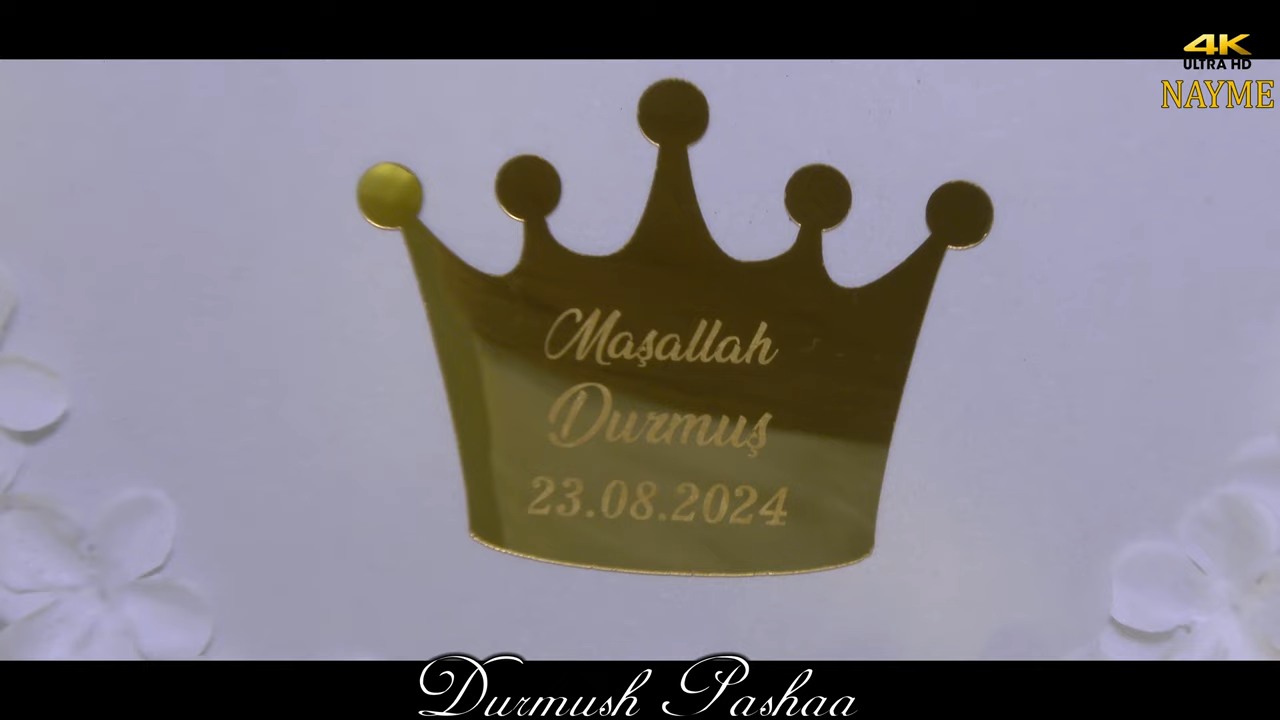 4K
ULTRA HD
NAYME
Maşallah
Durmuş
23.08.2024
Durmush Pashaa